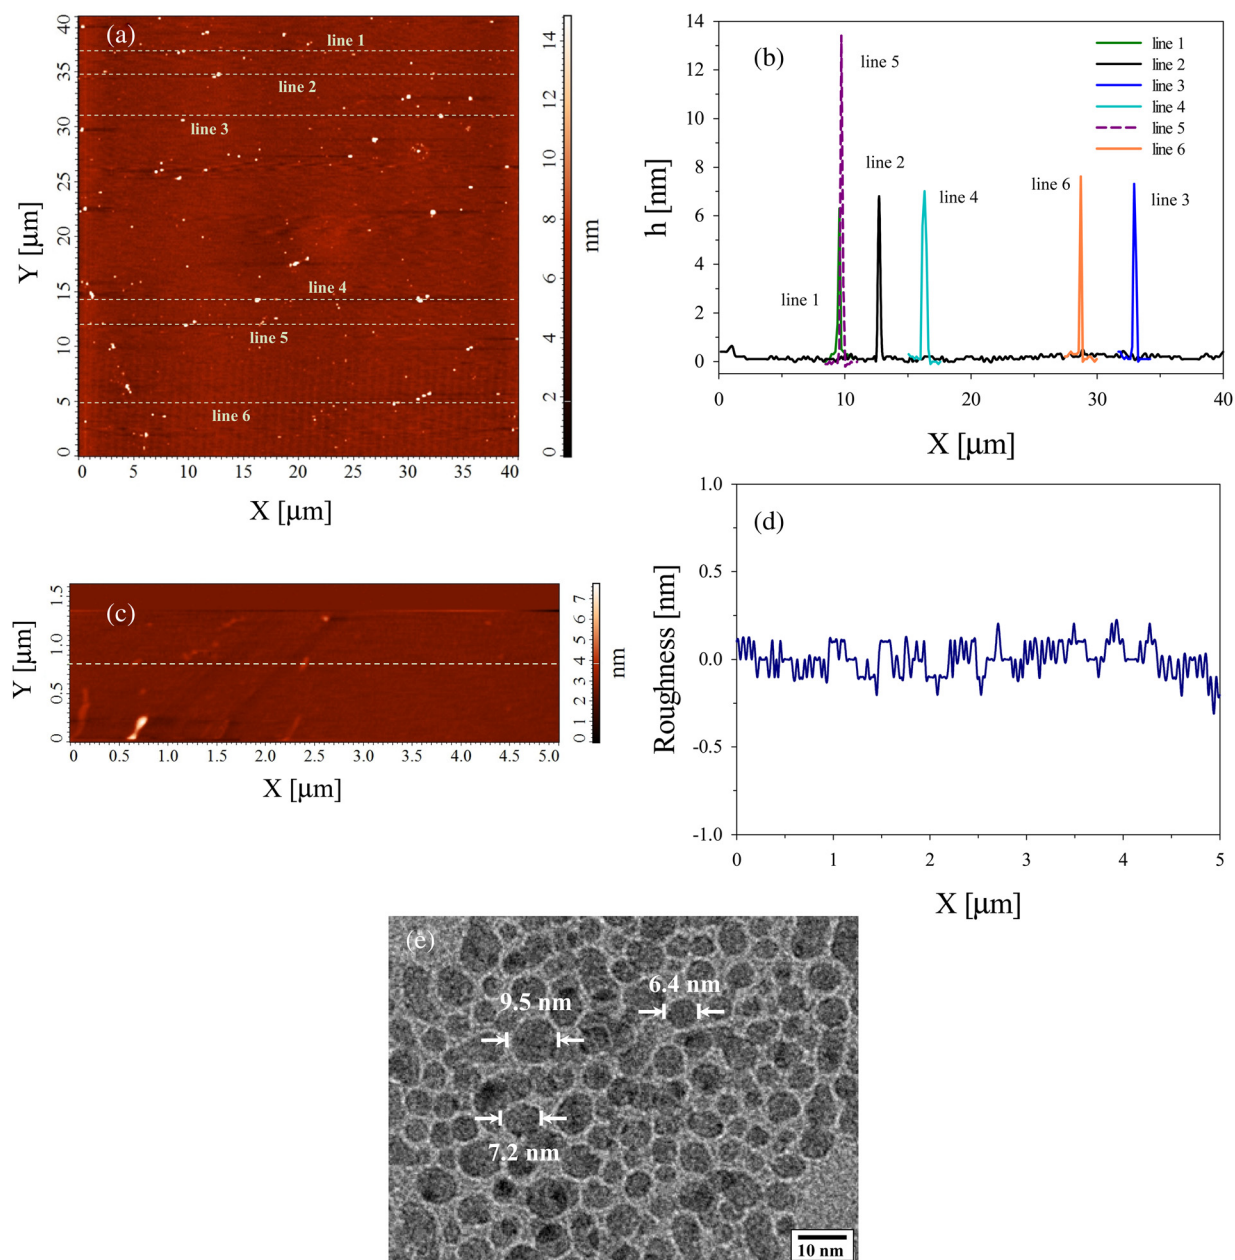 (a)
line 1
line 2
line 3
line 4
line 5
line 6
40
35
30
25
20
15
10
5
0
Y [μm]
0 5 10 15 20 25 30 35 40
X [μm]
14
12
10
8
6
4
2
0
nm
(b)
14
12
10
8
6
4
2
0
h [nm]
line 5
line 2
line 4
line 6
line 3
line 1
line 1
line 2
line 3
line 4
line 5
line 6
0 10 20 30 40
X [μm]
(c)
1.5
1.0
0.5
0
Y [μm]
0 0.5 1.0 1.5 2.0 2.5 3.0 3.5 4.0 4.5 5.0
X [μm]
7
6
5
4
3
2
1
0
nm
(d)
1.0
0.5
0.0
-0.5
-1.0
Roughness [nm]
0 1 2 3 4 5
X [μm]
(e)
6.4 nm
9.5 nm
7.2 nm
10 nm